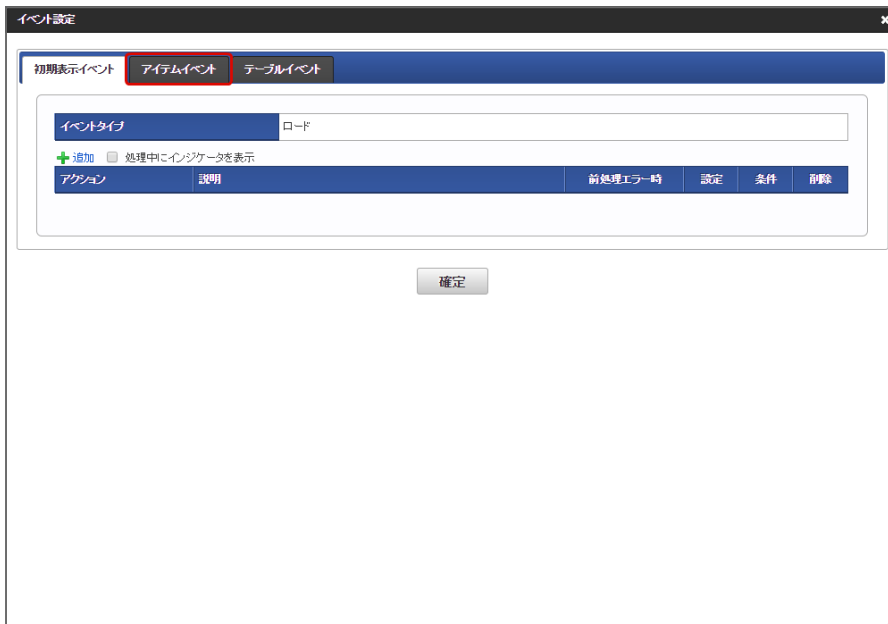 イベント設定
初期表示イベント アイテムイベント テーブルイベント
イベントタイプ ロード
追加 処理中にインジケータを表示
アクション 説明 前処理エラー時 設定 条件 削除
確定